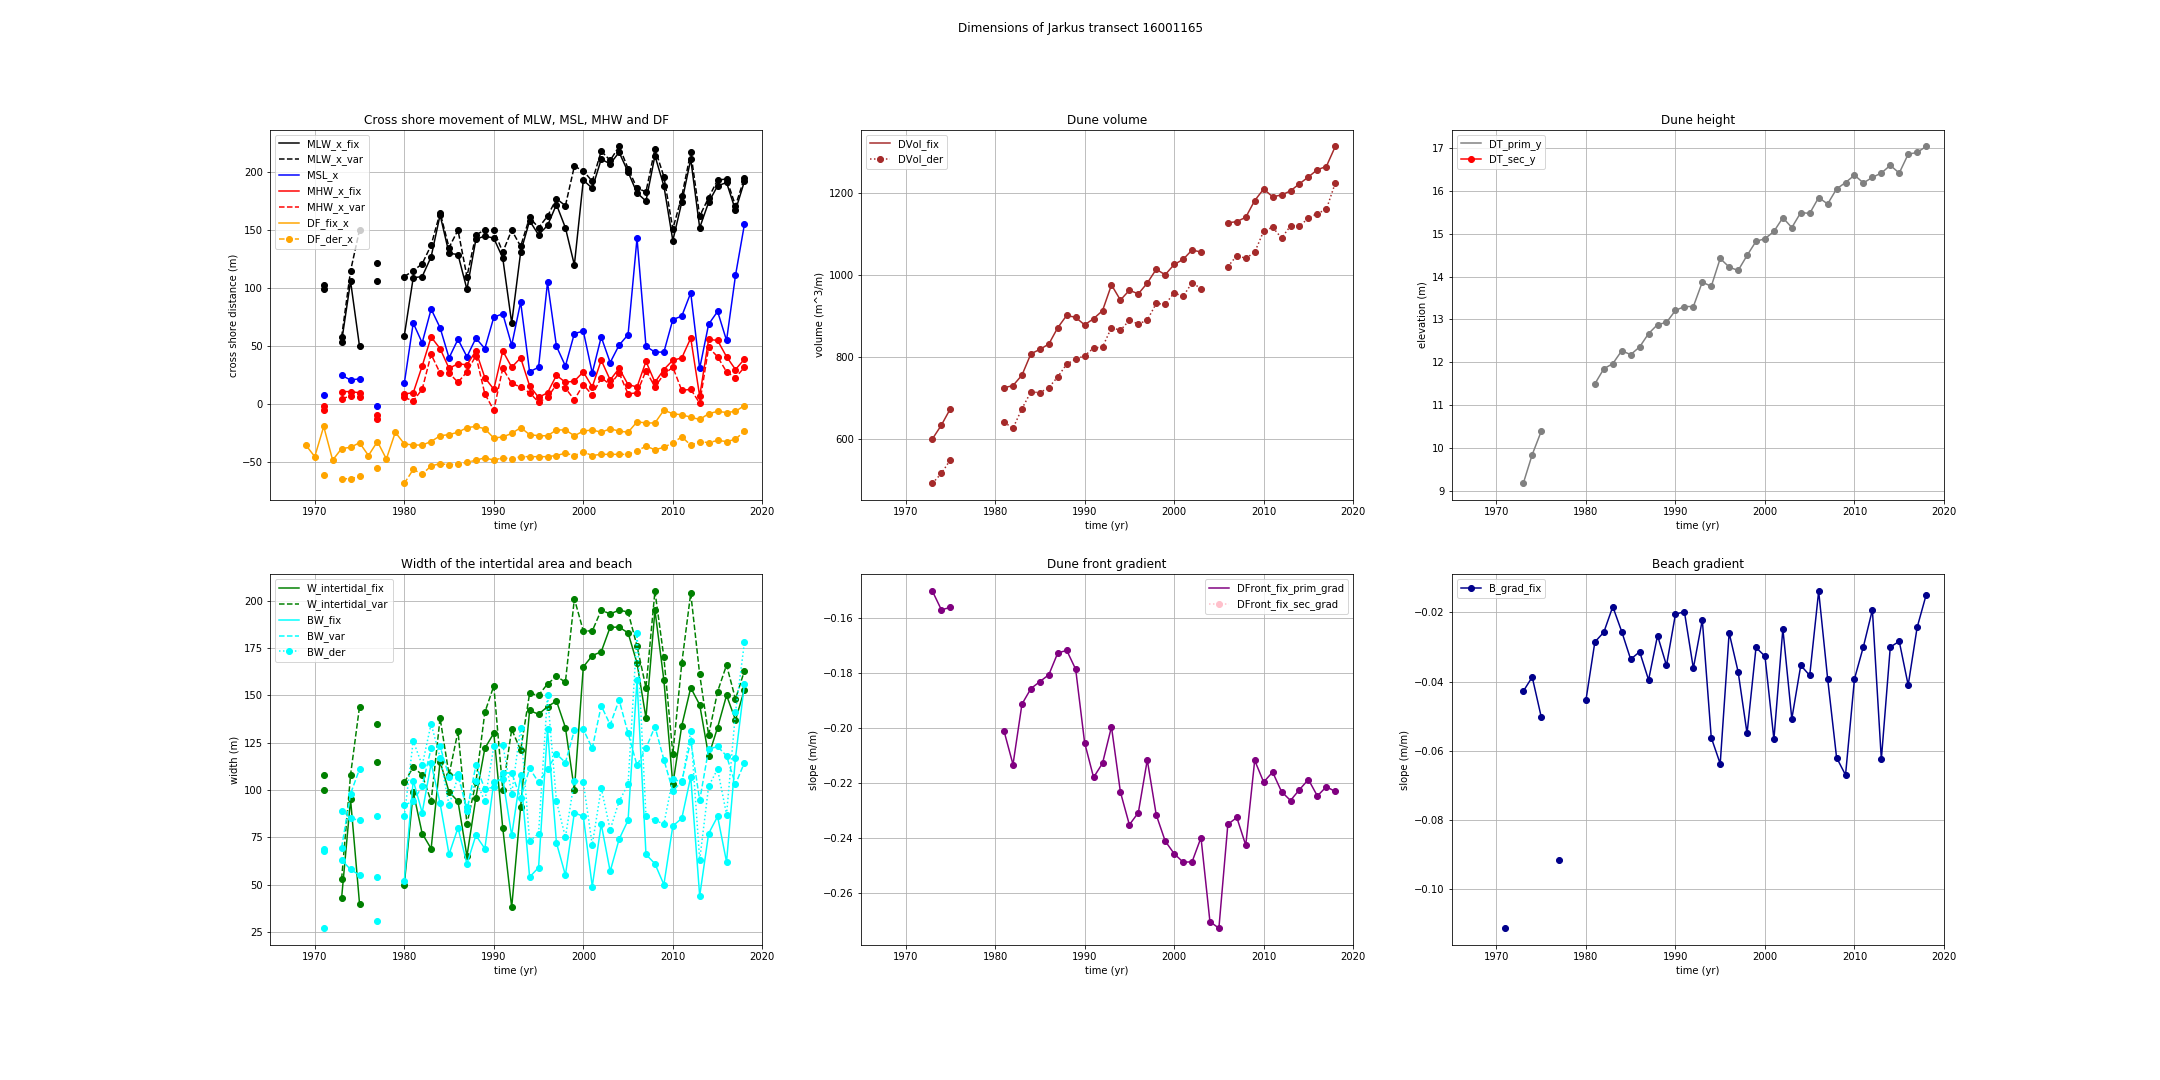 Dimensions of Jarkus transect 16001165
Cross shore movement of MLW, MSL, MHW and DF
MLW_x_fix
MLW_x_var
MSL_x
MHW_x_fix
MHW_x_var
DF_fix_x
DF_der_x
cross shore distance (m)
200
150
100
50
0
−50
1970
1980
1990
2000
2010
2020
time (yr)
Dune volume
DVol_fix
DVol_der
volume (m^3/m)
1200
1000
800
600
1970
1980
1990
2000
2010
2020
time (yr)
Dune height
DT_prim_y
DT_sec_y
elevation (m)
17
16
15
14
13
12
11
10
9
1970
1980
1990
2000
2010
2020
time (yr)
Width of the intertidal area and beach
W_intertidal_fix
W_intertidal_var
BW_fix
BW_var
BW_der
width (m)
200
175
150
125
100
75
50
25
1970
1980
1990
2000
2010
2020
time (yr)
Dune front gradient
DFront_fix_prim_grad
DFront_fix_sec_grad
slope (m/m)
−0.16
−0.18
−0.20
−0.22
−0.24
−0.26
1970
1980
1990
2000
2010
2020
time (yr)
Beach gradient
B_grad_fix
slope (m/m)
−0.02
−0.04
−0.06
−0.08
−0.10
1970
1980
1990
2000
2010
2020
time (yr)